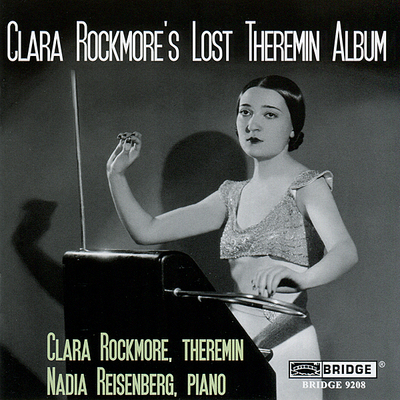 CLARA ROCKMORE'S LOST THEREMIN ALBUM
CLARA ROCKMORE, THEREMIN
NADIA REISENBERG, PIANO
BRIDGE®
BRIDGE 9208